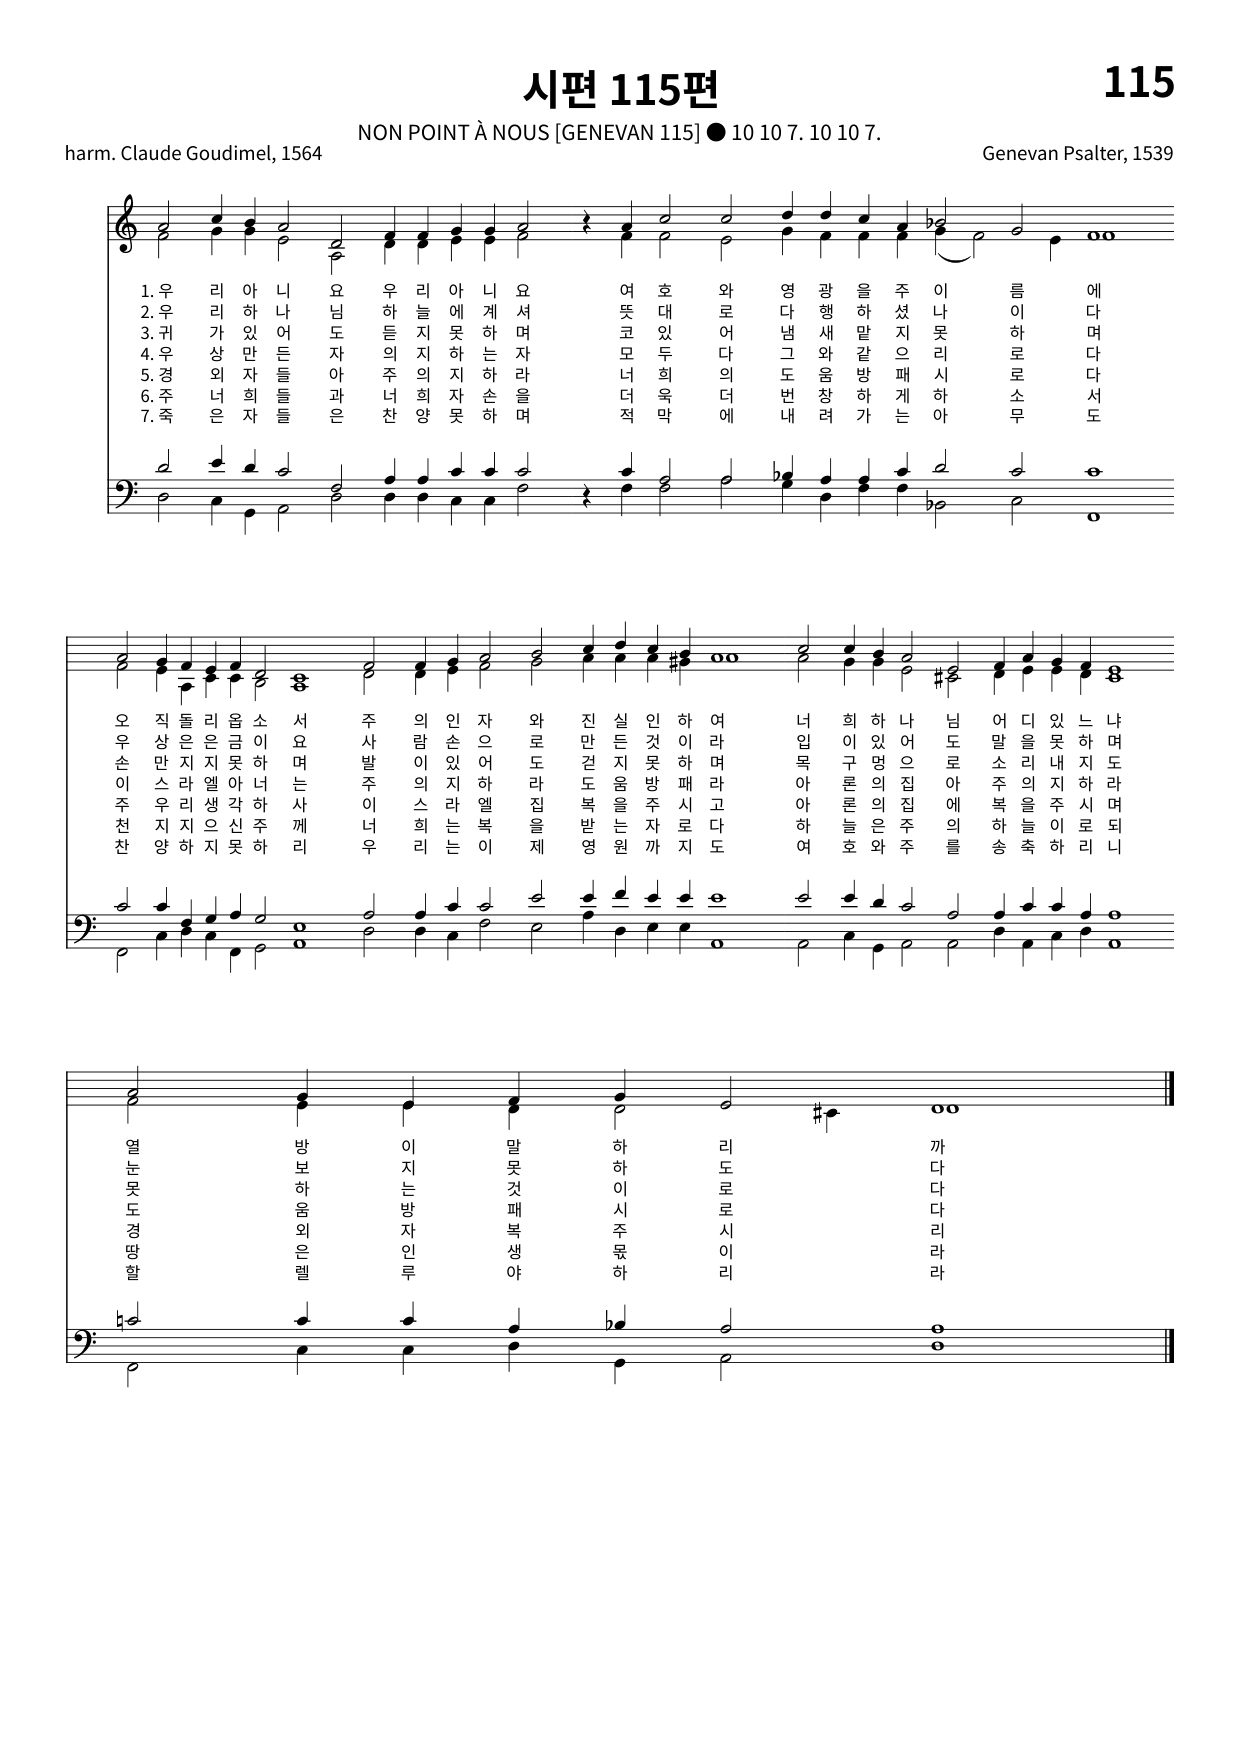 시편 115편
115
NON POINT À NOUS [GENEVAN 115] ● 10 10 7. 10 10 7.
harm. Claude Goudimel, 1564
Genevan Psalter, 1539
1. 우 리 아 니 요 우 리 아 니 요 여 호 와 영 광 을 주 이 름 에
2. 우 리 하 나 님 하 늘 에 계 셔 뜻 대 로 다 행 하 셨 나 이 다
3. 귀 가 있 어 도 듣 지 못 하 며 코 있 어 냄 새 맡 지 못 하 며
4. 우 상 만 든 자 의 지 하 는 자 모 두 다 그 와 같 으 리 로 다
5. 경 외 자 들 아 주 의 지 하 라 너 희 의 도 움 방 패 시 로 다
6. 주 너 희 들 과 너 희 자 손 을 더 욱 더 번 창 하 게 하 소 서
7. 죽 은 자 들 은 찬 양 못 하 며 적 막 에 내 려 가 는 아 무 도
오 직 돌 리 옵 소 서 주 의 인 자 와 진 실 인 하 여 너 희 하 나 님 어 디 있 느 냐
우 상 은 은 금 이 요 사 람 손 으 로 만 든 것 이 라 입 이 있 어 도 말 을 못 하 며
손 만 지 지 못 하 며 발 이 있 어 도 걷 지 못 하 며 목 구 멍 으 로 소 리 내 지 도
이 스 라 엘 아 너 는 주 의 지 하 라 도 움 방 패 라 아 론 의 집 아 주 의 지 하 라
주 우 리 생 각 하 사 이 스 라 엘 집 복 을 주 시 고 아 론 의 집 에 복 을 주 시 며
천 지 지 으 신 주 께 너 희 는 복 을 받 는 자 로 다 하 늘 은 주 의 하 늘 이 로 되
찬 양 하 지 못 하 리 우 리 는 이 제 영 원 까 지 도 여 호 와 주 를 송 축 하 리 니
열 방 이 말 하 리 까
눈 보 지 못 하 도 다
못 하 는 것 이 로 다
도 움 방 패 시 로 다
경 외 자 복 주 시 리
땅 은 인 생 몫 이 라
할 렐 루 야 하 리 라